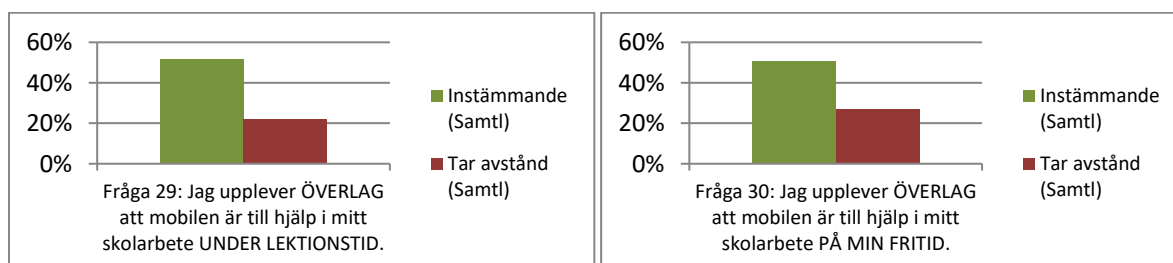 60%
40%
20%
0%
Instämmande
(Samtl)
Tar avstånd
(Samtl)
Fråga 29: Jag upplever ÖVERLAG
att mobilen är till hjälp i mitt
skolarbete UNDER LEKTIONSTID.
60%
40%
20%
0%
Instämmande
(Samtl)
Tar avstånd
(Samtl)
Fråga 30: Jag upplever ÖVERLAG
att mobilen är till hjälp i mitt
skolarbete PÅ MIN FRITID.